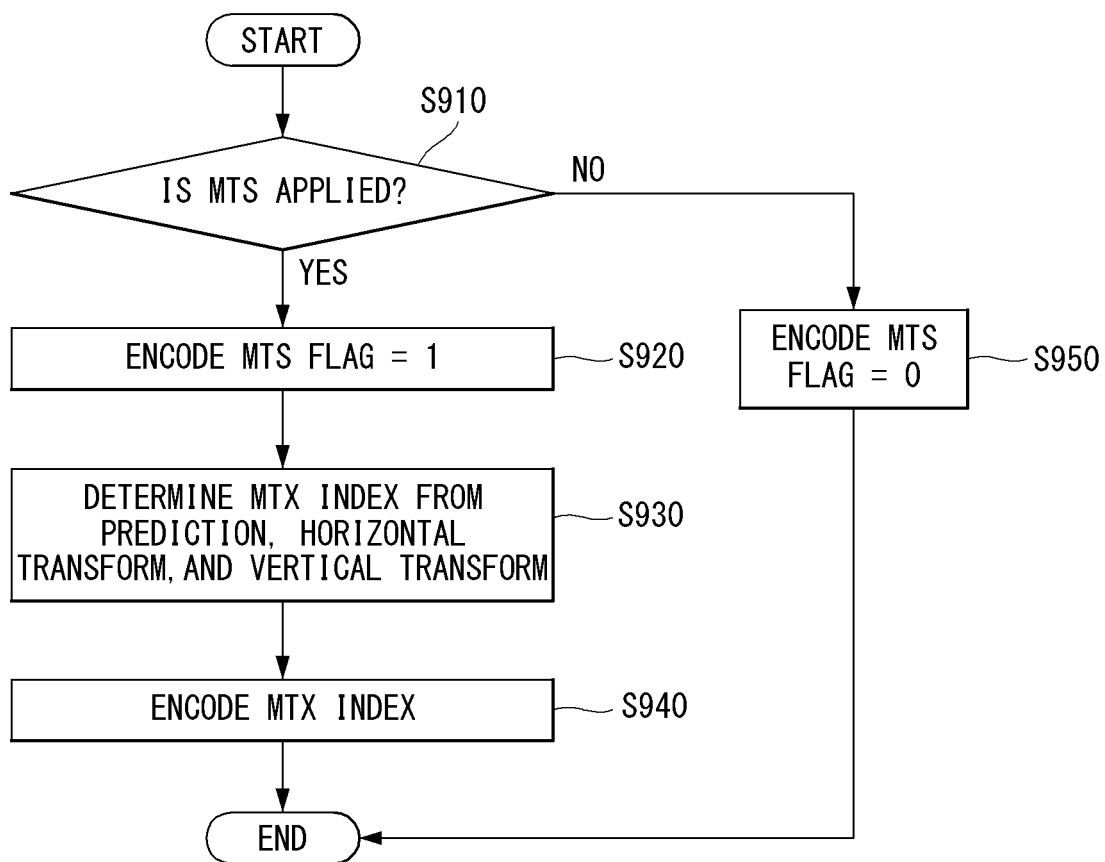 START
S910
IS MTS APPLIED?
NO
YES
ENCODE MTS FLAG = 1
S920
ENCODE MTS
FLAG = 0
S950
DETERMINE MTX INDEX FROM
PREDICTION, HORIZONTAL
TRANSFORM, AND VERTICAL TRANSFORM
S930
ENCODE MTX INDEX
S940
END